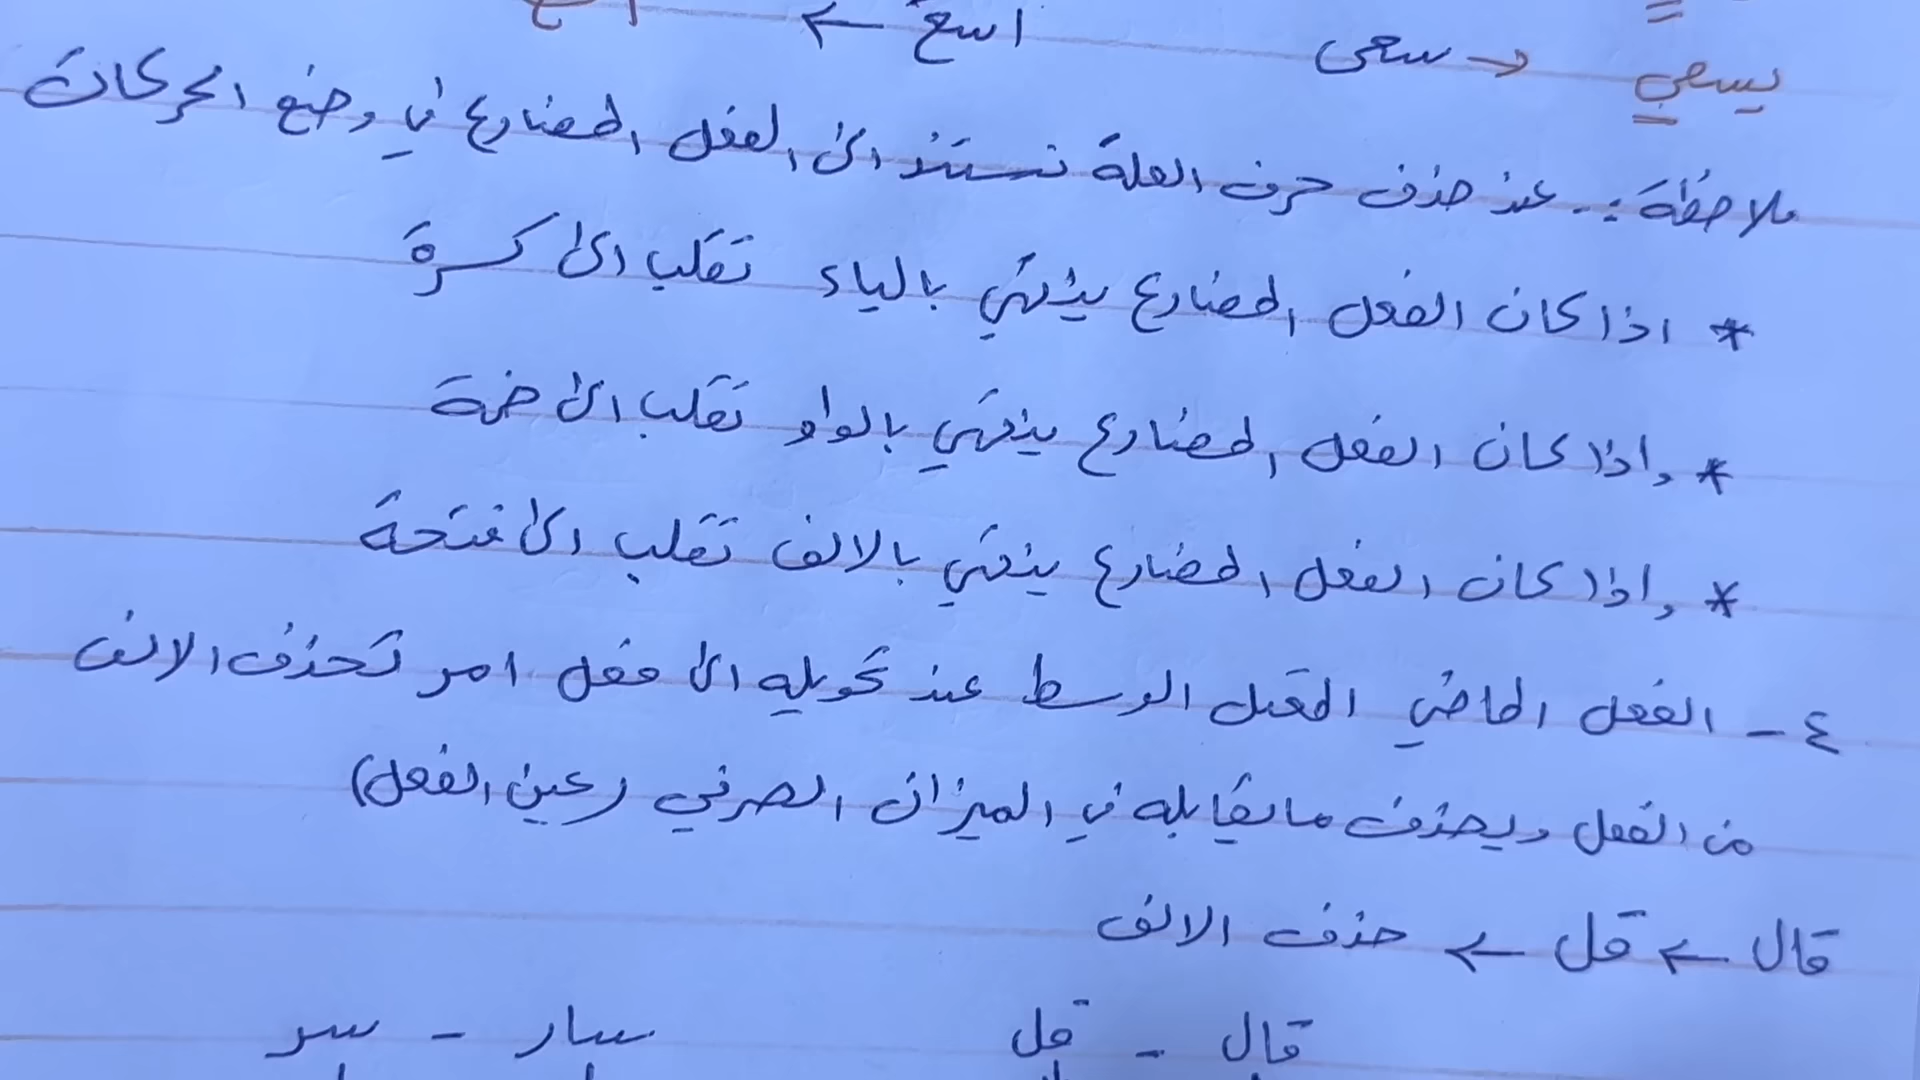 يسعى → سعى اسعَ ←
ملاحظة :. عند حذف حرف العلة نستند الى الفعل المضارع في وضع الحركات
* اذا كان الفعل المضارع ينتهي بالياء تقلب الى كسرة
* واذا كان الفعل المضارع ينتهي بالواو تقلب الى ضمة
* واذا كان الفعل المضارع ينتهي بالالف تقلب الى فتحة
٤ - الفعل الماضي المعتل الوسط عند تحويله الى فعل امر تحذف الالف
من الفعل ويحذف ما يقابله في الميزان الصرفي (عين الفعل)
قال ← قل ← حذف الالف
قال - قل سار - سر